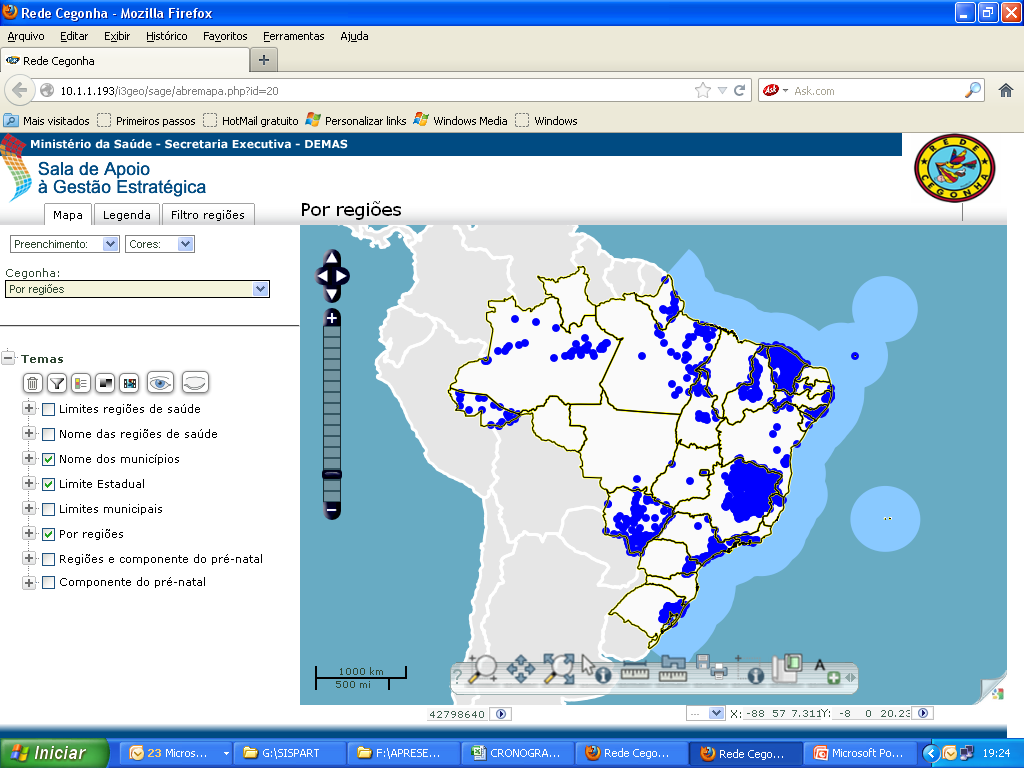 Rede Cegonha - Mozilla Firefox
Arquivo Editar Exibir Histórico Favoritos Ferramentas Ajuda
Rede Cegonha
10.1.1.193/i3geo/sage/abremapa.php?id=20
Ask Ask.com
Mais visitados Primeiros passos HotMail gratuito Personalizar links Windows Media Windows
Ministério da Saúde - Secretaria Executiva - DEMAS
Sala de Apoio
à Gestão Estratégica
REDE
CEGONHA
Mapa Legenda Filtro regiões
Por regiões
Preenchimento: Cores:
Cegonha:
Por regiões
Temas
Limites regiões de saúde
Nome das regiões de saúde
Nome dos municípios
Limite Estadual
Limites municipais
Por regiões
Regiões e componente do pré-natal
Componente do pré-natal
1000 km
500 mi
? A
42798640
--- X: -88 57 7.311Y: -8 0 20.23
Iniciar
23 Micros...
G:\SISPART
F:\APRESE...
CRONOGRA...
Rede Cego...
Rede Cego...
Microsoft Po...
19:24